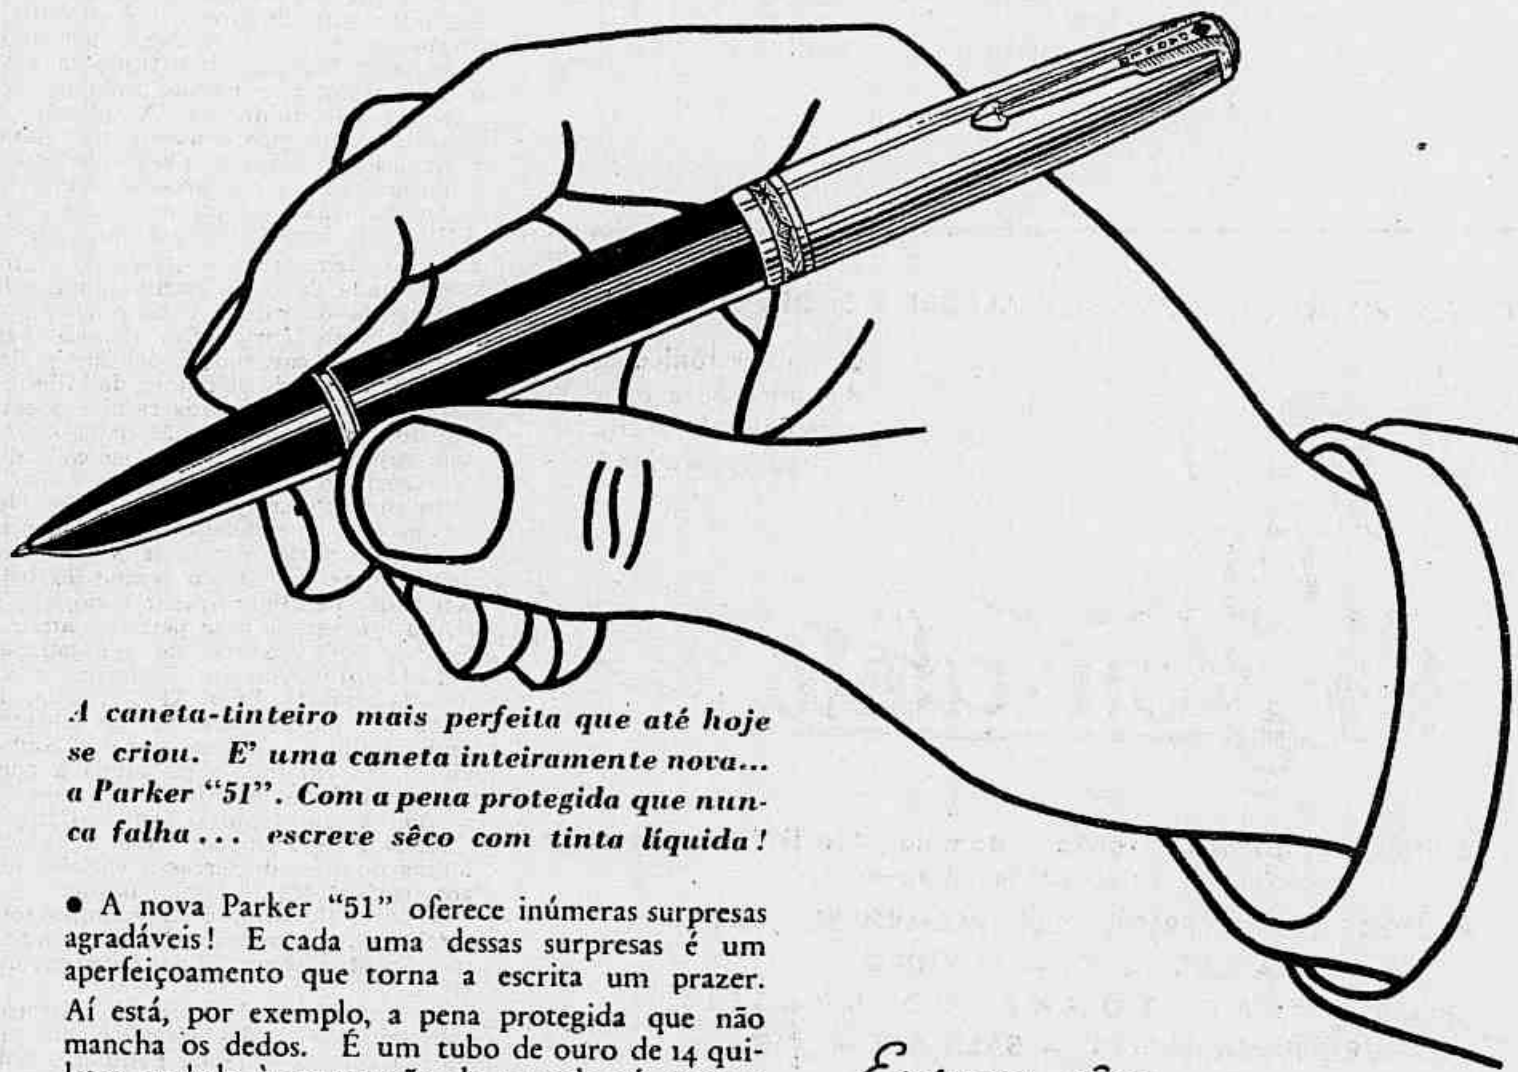 A caneta-tinteiro mais perfeita que até hoje
se criou. E' uma caneta inteiramente nova...
a Parker “51”. Com a pena protegida que nun-
ca falha... escreve sêco com tinta líquida!
● A nova Parker “51” oferece inúmeras surpresas
agradáveis! E cada uma dessas surpresas é um
aperfeiçoamento que torna a escrita um prazer.
Aí está, por exemplo, a pena protegida que não
mancha os dedos. É um tubo de ouro de 14 qui-